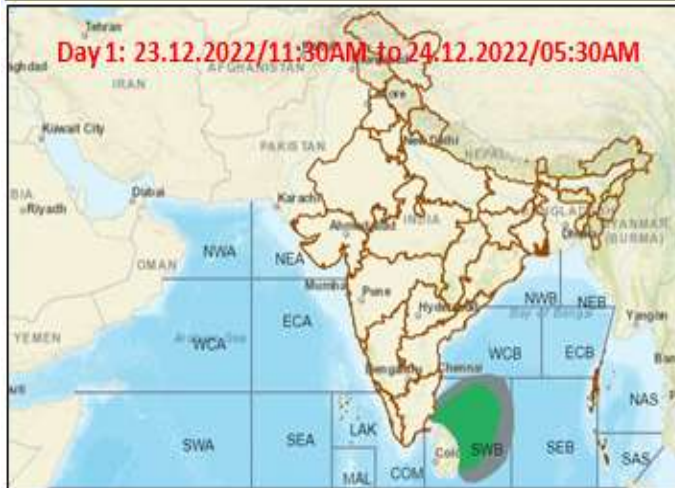 Tehran
Day 1: 23.12.2022/11:30AM to 24.12.2022/05:30AM
AFGHANISTAN
IRAN
Kuwait City
PAKISTAN
New Delhi
NEPAL
Riyadh
Dubai
Karachi
INDIA
MYANMAR
(BURMA)
OMAN
NWA
NEA
Mumbai
Pune
NWB
NEB
Bay of Bengal
Yangon
YEMEN
WCA
ECA
WCB
ECB
Bengaluru
Chennai
NAS
SWA
SEA
LAK
SWB
SEB
MAL
COM
SAS